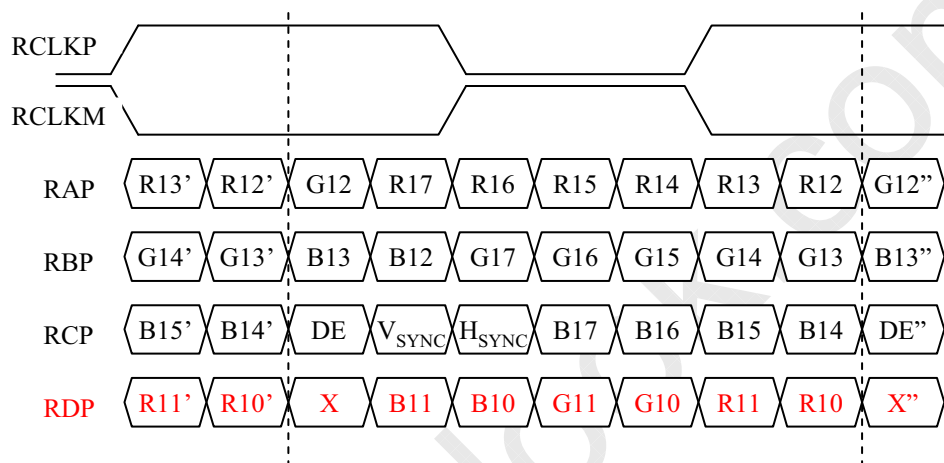 RCLKP
RCLKM
RAP R13’ R12’ G12 R17 R16 R15 R14 R13 R12 G12”
RBP G14’ G13’ B13 B12 G17 G16 G15 G14 G13 B13”
RCP B15’ B14’ DE VSYNC HSYNC B17 B16 B15 B14 DE”
RDP R11’ R10’ X B11 B10 G11 G10 R11 R10 X”